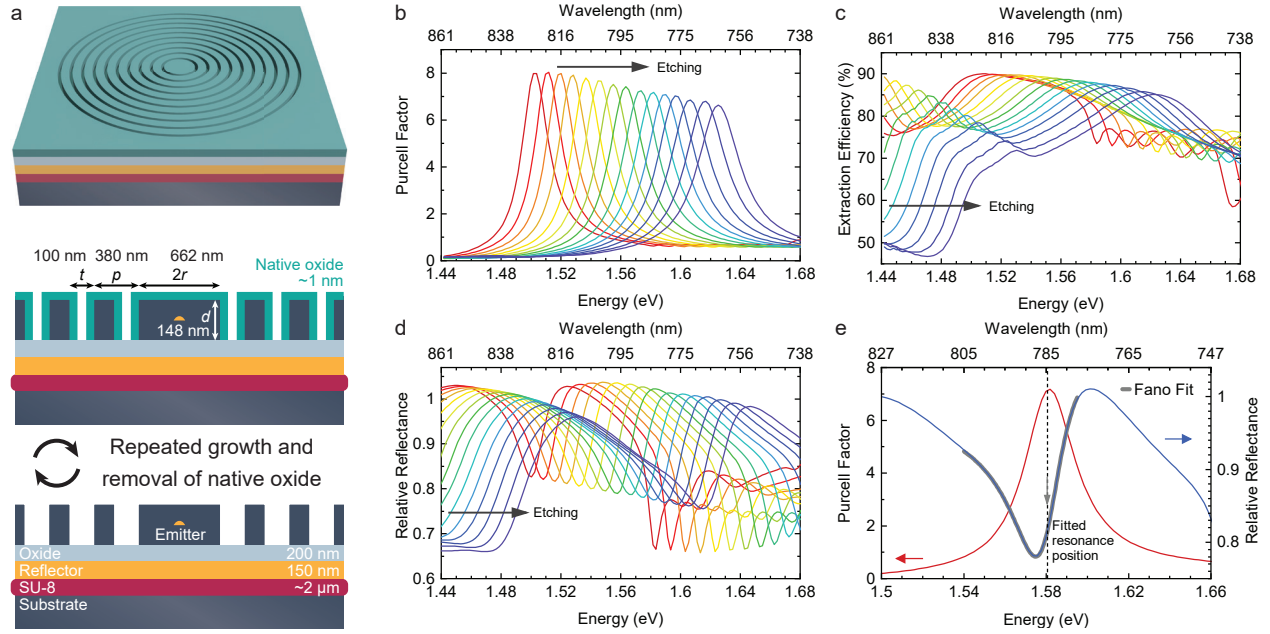 a
100 nm 380 nm 662 nm
t p 2r
Native oxide
~1 nm
d
148 nm
Repeated growth and
removal of native oxide
Emitter
Oxide 200 nm
Reflector 150 nm
SU-8 ~2 µm
Substrate
b
Wavelength (nm)
861 838 816 795 775 756 738
Etching
Purcell Factor
8
6
4
2
0
1.44 1.48 1.52 1.56 1.6 1.64 1.68
Energy (eV)
c
Wavelength (nm)
861 838 816 795 775 756 738
Extraction Efficiency (%)
90
80
70
60
50
Etching
1.44 1.48 1.52 1.56 1.6 1.64 1.68
Energy (eV)
d
Wavelength (nm)
861 838 816 795 775 756 738
Relative Reflectance
1
0.9
0.8
0.7
0.6
Etching
1.44 1.48 1.52 1.56 1.6 1.64 1.68
Energy (eV)
e
Wavelength (nm)
827 805 785 765 747
Fano Fit
Purcell Factor
8
6
4
2
0
Fitted
resonance
position
Relative Reflectance
1
0.9
0.8
1.5 1.54 1.58 1.62 1.66
Energy (eV)